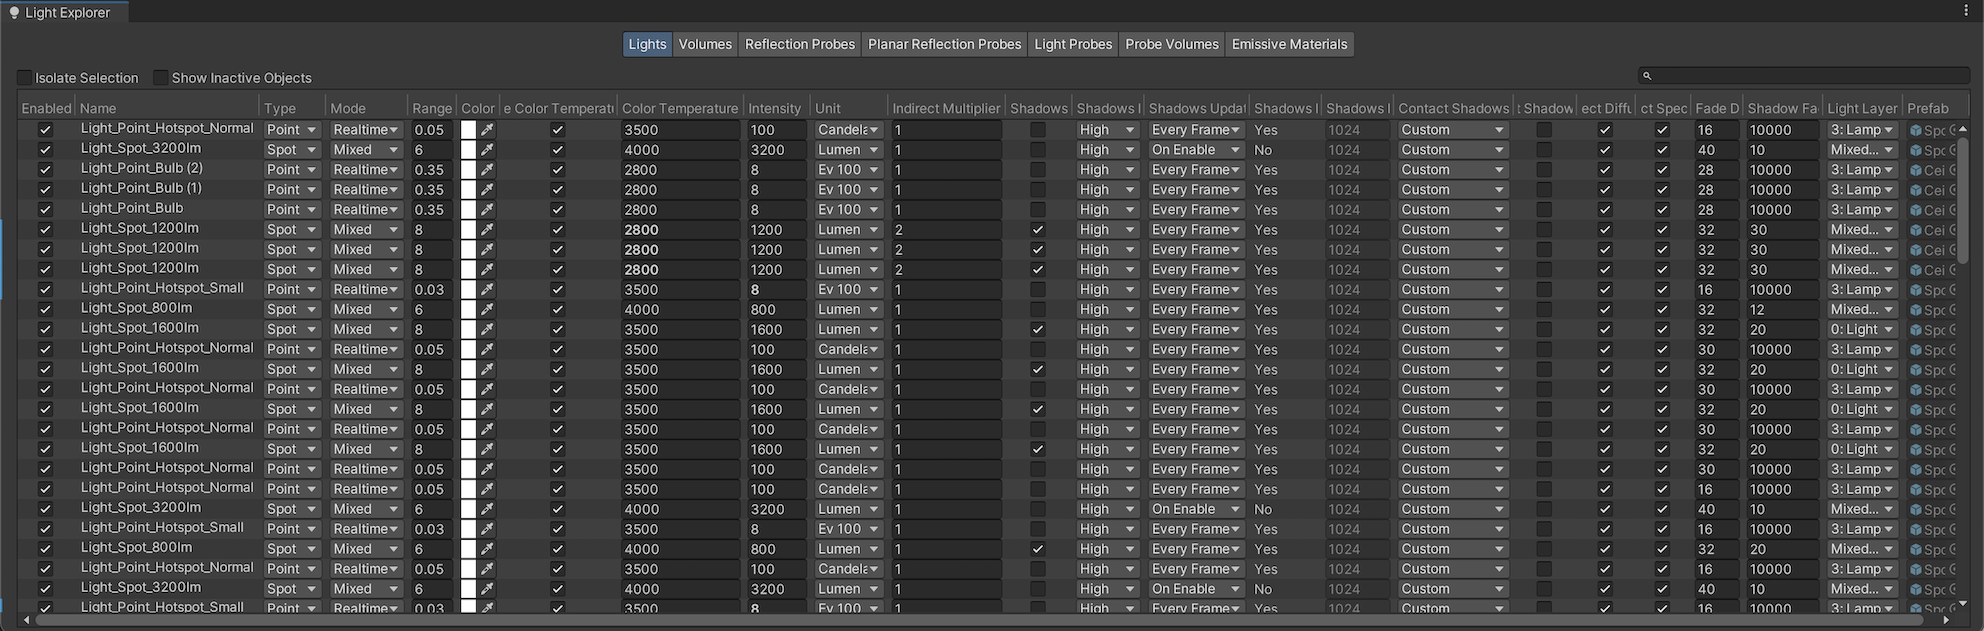 Light Explorer
Lights Volumes Reflection Probes Planar Reflection Probes Light Probes Probe Volumes Emissive Materials
Isolate Selection Show Inactive Objects
Enabled Name Type Mode Range Color e Color Temperatu Color Temperature Intensity Unit Indirect Multiplier Shadows Shadows Shadows Updat Shadows Shadows Contact Shadows t Shadow ect Diffu ct Spec Fade D Shadow Fa Light Layer Prefab
Light_Point_Hotspot_Normal Point Realtime 0.05 3500 100 Candela 1 High Every Frame Yes 1024 Custom 16 10000 3: Lamp Spc
Light_Spot_3200lm Spot Mixed 6 4000 3200 Lumen 1 High On Enable No 1024 Custom 40 10 Mixed... Spc
Light_Point_Bulb (2) Point Realtime 0.35 2800 8 Ev 100 1 High Every Frame Yes 1024 Custom 28 10000 3: Lamp Cei
Light_Point_Bulb (1) Point Realtime 0.35 2800 8 Ev 100 1 High Every Frame Yes 1024 Custom 28 10000 3: Lamp Cei
Light_Point_Bulb Point Realtime 0.35 2800 8 Ev 100 1 High Every Frame Yes 1024 Custom 28 10000 3: Lamp Cei
Light_Spot_1200lm Spot Mixed 8 2800 1200 Lumen 2 High Every Frame Yes 1024 Custom 32 30 Mixed... Cei
Light_Spot_1200lm Spot Mixed 8 2800 1200 Lumen 2 High Every Frame Yes 1024 Custom 32 30 Mixed... Cei
Light_Spot_1200lm Spot Mixed 8 2800 1200 Lumen 2 High Every Frame Yes 1024 Custom 32 30 Mixed... Cei
Light_Point_Hotspot_Small Point Realtime 0.03 3500 8 Ev 100 1 High Every Frame Yes 1024 Custom 16 10000 3: Lamp Spc
Light_Spot_800lm Spot Mixed 6 4000 800 Lumen 1 High Every Frame Yes 1024 Custom 32 12 Mixed... Spc
Light_Spot_1600lm Spot Mixed 8 3500 1600 Lumen 1 High Every Frame Yes 1024 Custom 32 20 0: Light Spc
Light_Point_Hotspot_Normal Point Realtime 0.05 3500 100 Candela 1 High Every Frame Yes 1024 Custom 30 10000 3: Lamp Spc
Light_Spot_1600lm Spot Mixed 8 3500 1600 Lumen 1 High Every Frame Yes 1024 Custom 32 20 0: Light Spc
Light_Point_Hotspot_Normal Point Realtime 0.05 3500 100 Candela 1 High Every Frame Yes 1024 Custom 30 10000 3: Lamp Spc
Light_Spot_1600lm Spot Mixed 8 3500 1600 Lumen 1 High Every Frame Yes 1024 Custom 32 20 0: Light Spc
Light_Point_Hotspot_Normal Point Realtime 0.05 3500 100 Candela 1 High Every Frame Yes 1024 Custom 30 10000 3: Lamp Spc
Light_Spot_1600lm Spot Mixed 8 3500 1600 Lumen 1 High Every Frame Yes 1024 Custom 32 20 0: Light Spc
Light_Point_Hotspot_Normal Point Realtime 0.05 3500 100 Candela 1 High Every Frame Yes 1024 Custom 30 10000 3: Lamp Spc
Light_Point_Hotspot_Normal Point Realtime 0.05 3500 100 Candela 1 High Every Frame Yes 1024 Custom 16 10000 3: Lamp Spc
Light_Spot_3200lm Spot Mixed 6 4000 3200 Lumen 1 High On Enable No 1024 Custom 40 10 Mixed... Spc
Light_Point_Hotspot_Small Point Realtime 0.03 3500 8 Ev 100 1 High Every Frame Yes 1024 Custom 16 10000 3: Lamp Spc
Light_Spot_800lm Spot Mixed 6 4000 800 Lumen 1 High Every Frame Yes 1024 Custom 32 20 Mixed... Spc
Light_Point_Hotspot_Normal Point Realtime 0.05 3500 100 Candela 1 High Every Frame Yes 1024 Custom 16 10000 3: Lamp Spc
Light_Spot_3200lm Spot Mixed 6 4000 3200 Lumen 1 High On Enable No 1024 Custom 40 10 Mixed... Spc
Light_Point_Hotspot_Small Point Realtime 0.03 3500 8 Ev 100 1 High Every Frame Yes 1024 Custom 16 10000 3: Lamp Spc